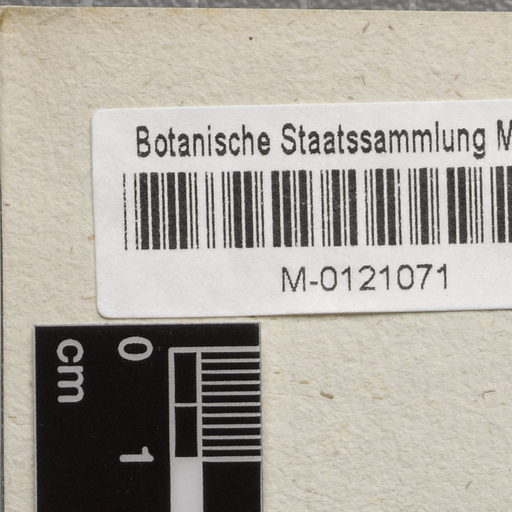 Botanische Staatssammlung M
M-0121071
cm
0
1